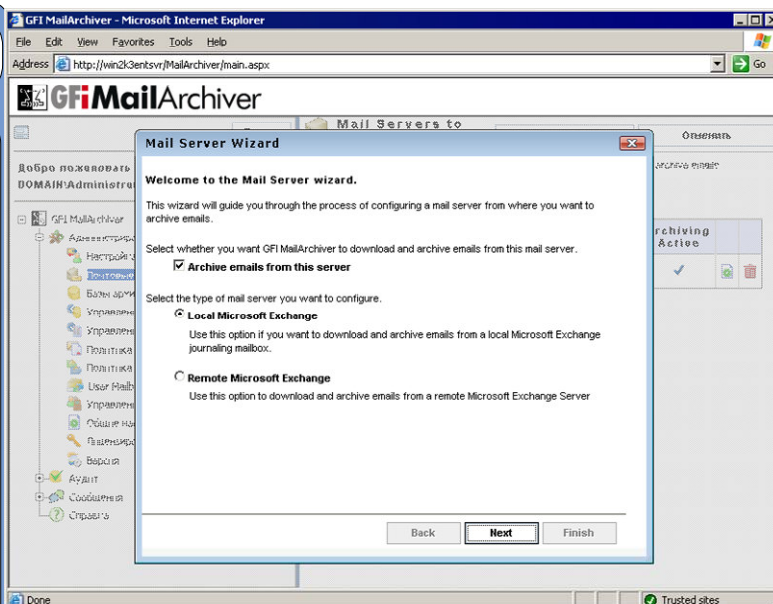 GFI MailArchiver - Microsoft Internet Explorer
File Edit View Favorites Tools Help
Address http://win2k3entsvr/MailArchiver/main.aspx Go
GFi MailArchiver
Mail Servers to
Отменить
Добро пожаловать
DOMAIN\Administra
archive emails
GFI MailArchiver
Archiving
Active
Mail Server Wizard
Welcome to the Mail Server wizard.
This wizard will guide you through the process of configuring a mail server from where you want to
archive emails.
Select whether you want GFI MailArchiver to download and archive emails from this mail server.
Archive emails from this server
Select the type of mail server you want to configure.
Local Microsoft Exchange
Use this option if you want to download and archive emails from a local Microsoft Exchange
journaling mailbox.
Remote Microsoft Exchange
Use this option to download and archive emails from a remote Microsoft Exchange Server
Back Next Finish
Почтовые
Политика
Политика
User Mailb
Версия
Аудит
Сообщения
Справка
Done
Trusted sites